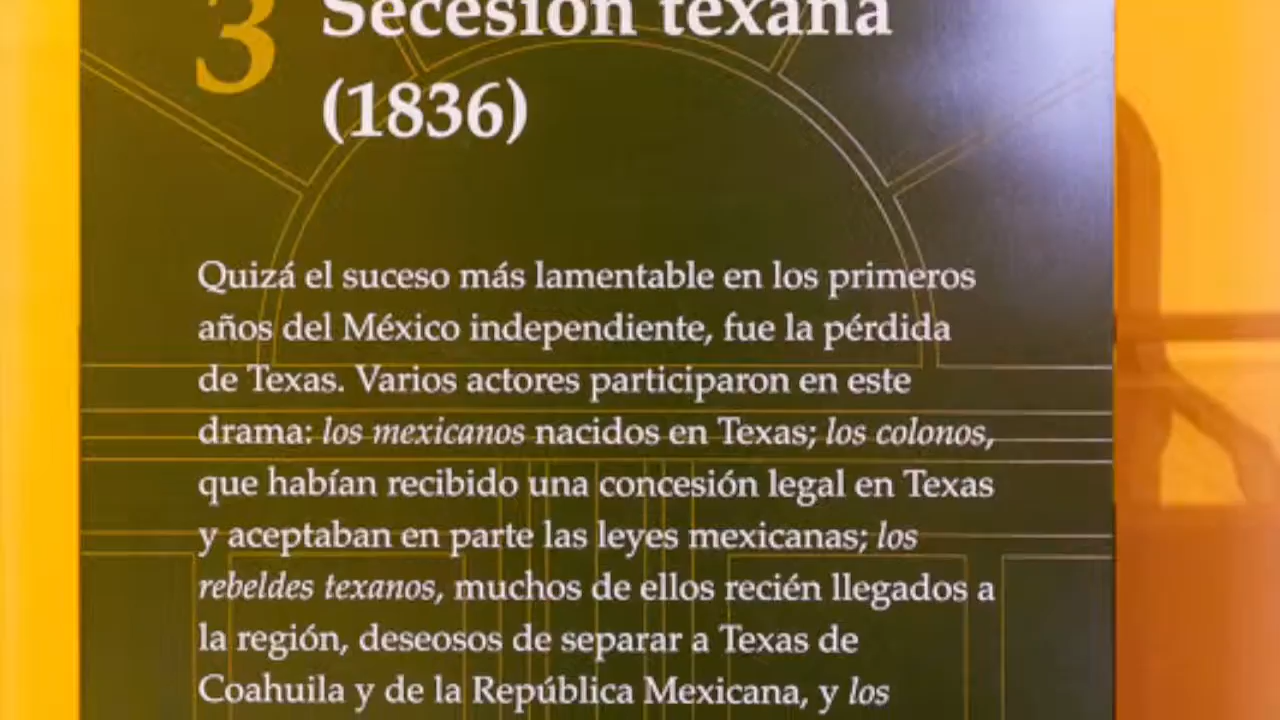 3 Secesión texana
(1836)
Quizá el suceso más lamentable en los primeros
años del México independiente, fue la pérdida
de Texas. Varios actores participaron en este
drama: los mexicanos nacidos en Texas; los colonos,
que habían recibido una concesión legal en Texas
y aceptaban en parte las leyes mexicanas; los
rebeldes texanos, muchos de ellos recién llegados a
la región, deseosos de separar a Texas de
Coahuila y de la República Mexicana, y los